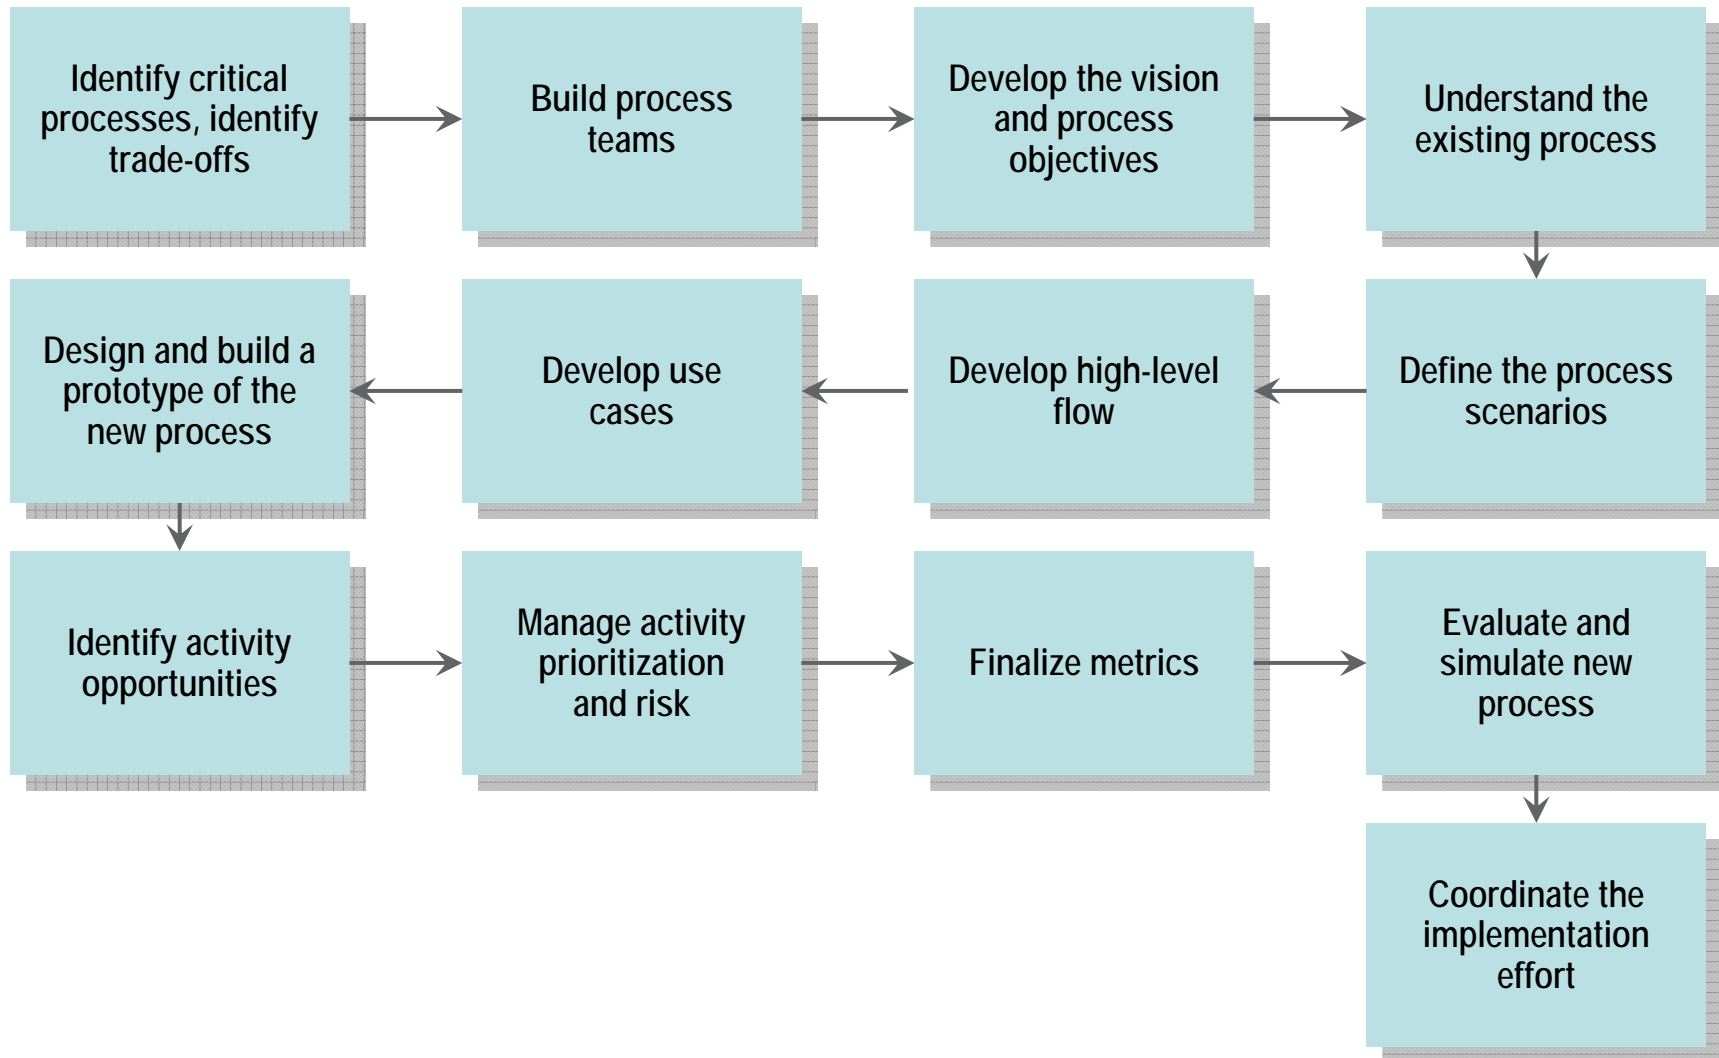 Identify critical
processes, identify
trade-offs
Build process
teams
Develop the vision
and process
objectives
Understand the
existing process
Define the process
scenarios
Develop high-level
flow
Develop use
cases
Design and build a
prototype of the
new process
Identify activity
opportunities
Manage activity
prioritization
and risk
Finalize metrics
Evaluate and
simulate new
process
Coordinate the
implementation
effort